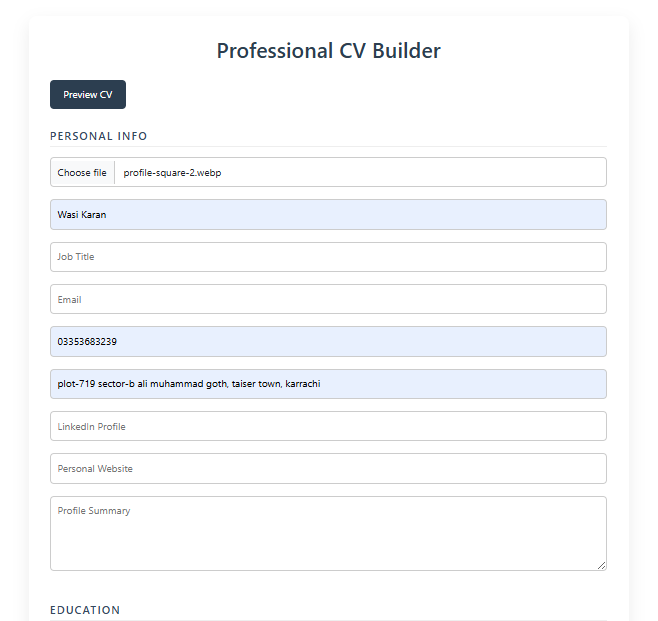 Professional CV Builder
Preview CV
PERSONAL INFO
Choose file profile-square-2.webp
Wasi Karan
Job Title
Email
03353683239
plot-719 sector-b ali muhammad goth, taiser town, karrachi
LinkedIn Profile
Personal Website
Profile Summary
EDUCATION